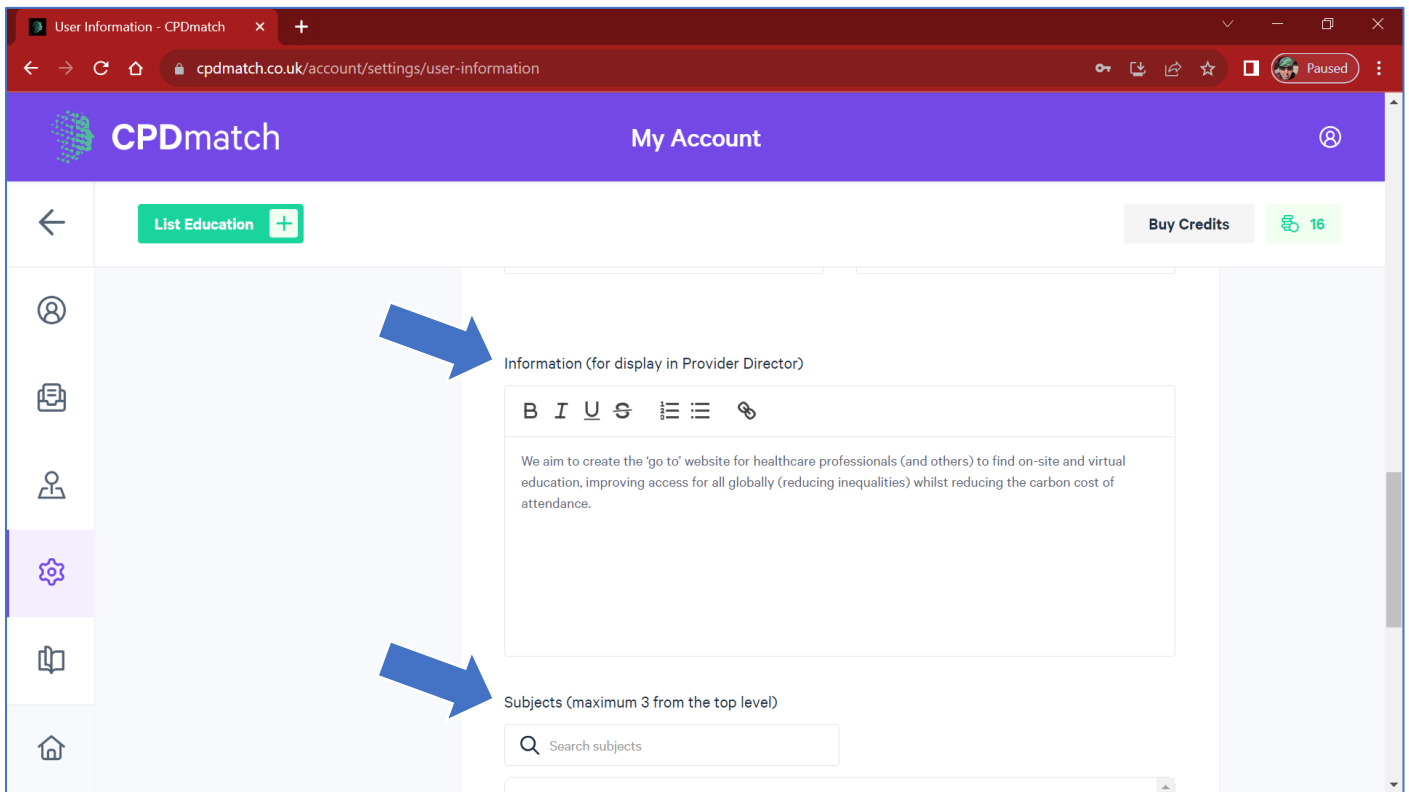 User Information - CPDmatch
cpdmatch.co.uk/account/settings/user-information
Paused
CPDmatch
My Account
List Education
Buy Credits
16
Information (for display in Provider Director)
B I U S
We aim to create the ‘go to’ website for healthcare professionals (and others) to find on-site and virtual
education, improving access for all globally (reducing inequalities) whilst reducing the carbon cost of
attendance.
Subjects (maximum 3 from the top level)
Search subjects